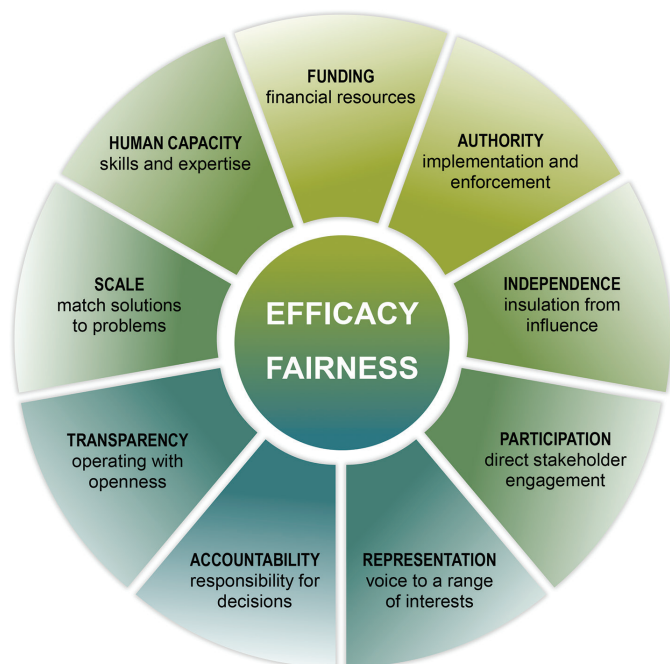 FUNDING
financial resources
AUTHORITY
implementation and
enforcement
INDEPENDENCE
insulation from
influence
PARTICIPATION
direct stakeholder
engagement
REPRESENTATION
voice to a range
of interests
ACCOUNTABILITY
responsibility for
decisions
TRANSPARENCY
operating with
openness
SCALE
match solutions
to problems
HUMAN CAPACITY
skills and expertise
EFFICACY
FAIRNESS